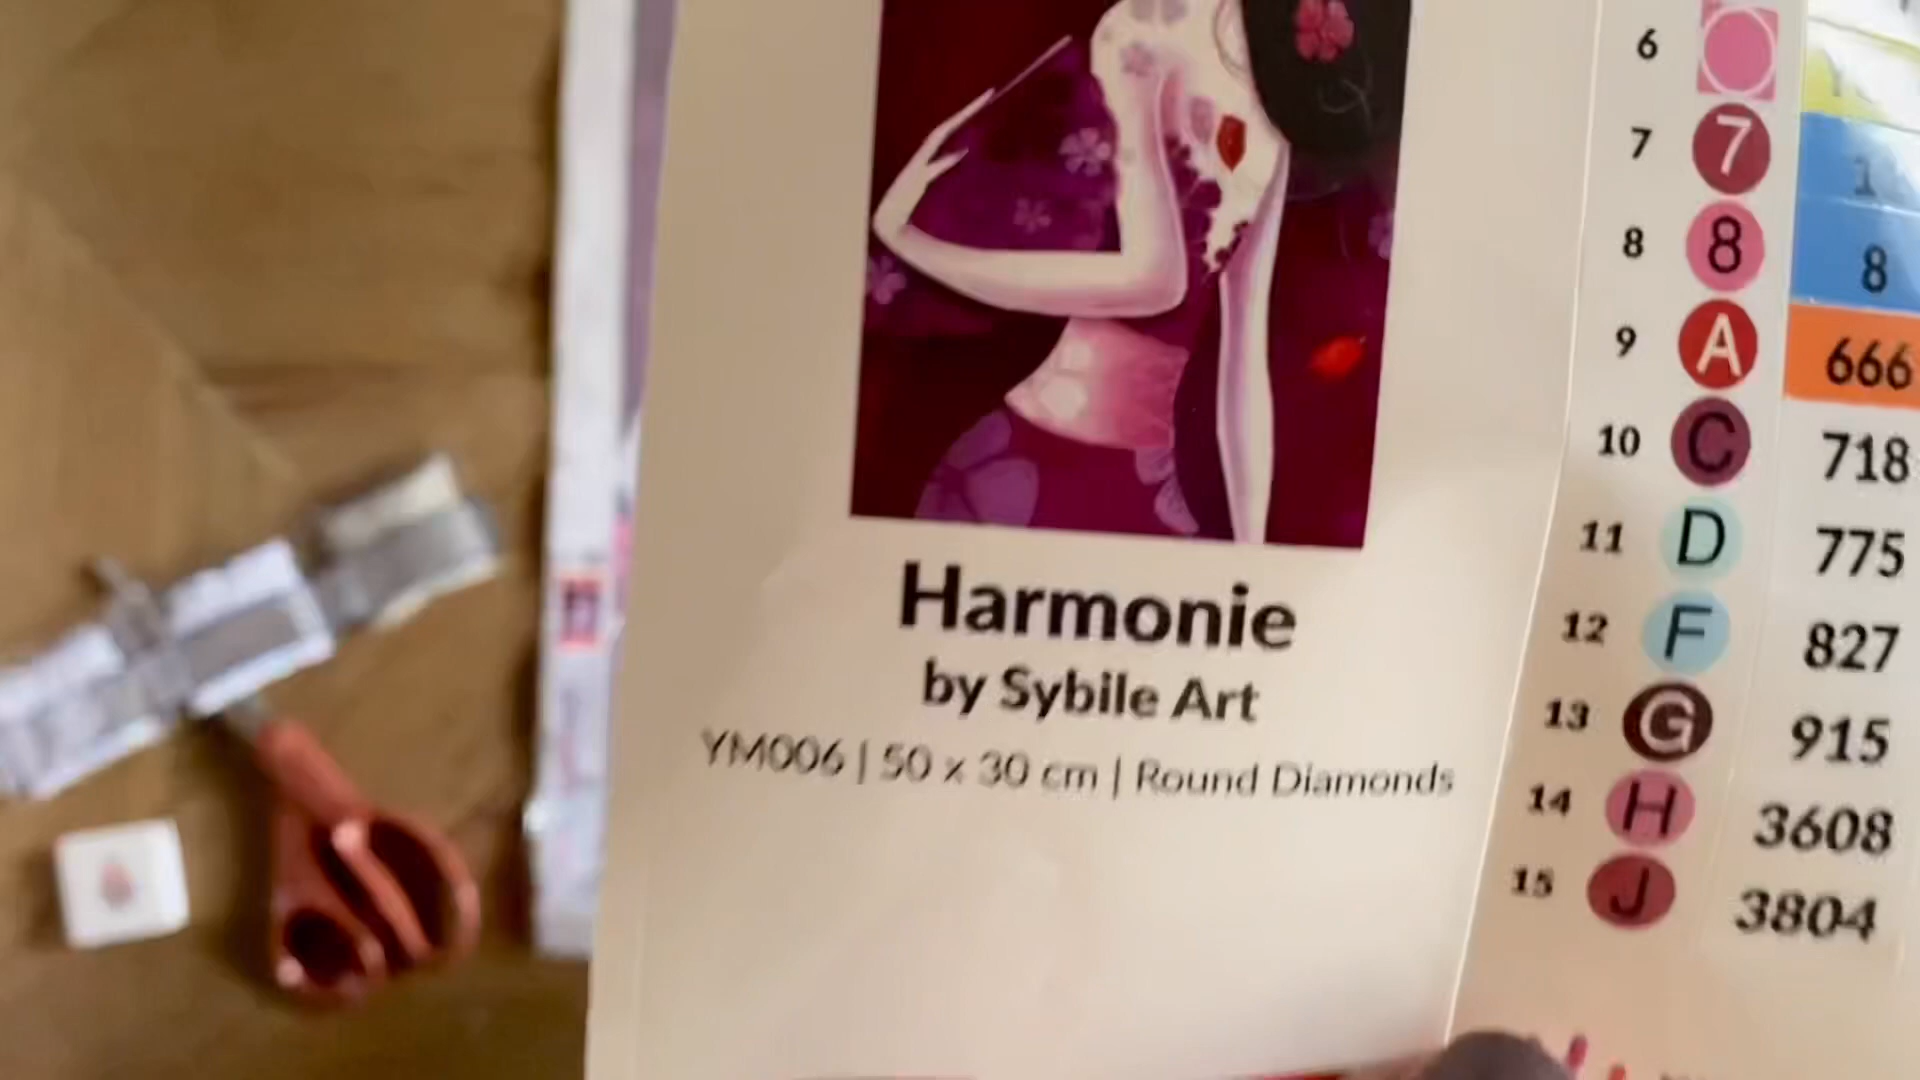 Harmonie
by Sybile Art
YM006 | 50 x 30 cm | Round Diamonds
6
7 7
8 8 8
9 A 666
10 C 718
11 D 775
12 F 827
13 G 915
14 H 3608
15 J 3804